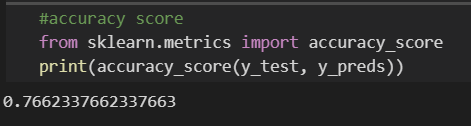 #accuracy score
from sklearn.metrics import accuracy_score
print(accuracy_score(y_test, y_preds))
0.7662337662337663